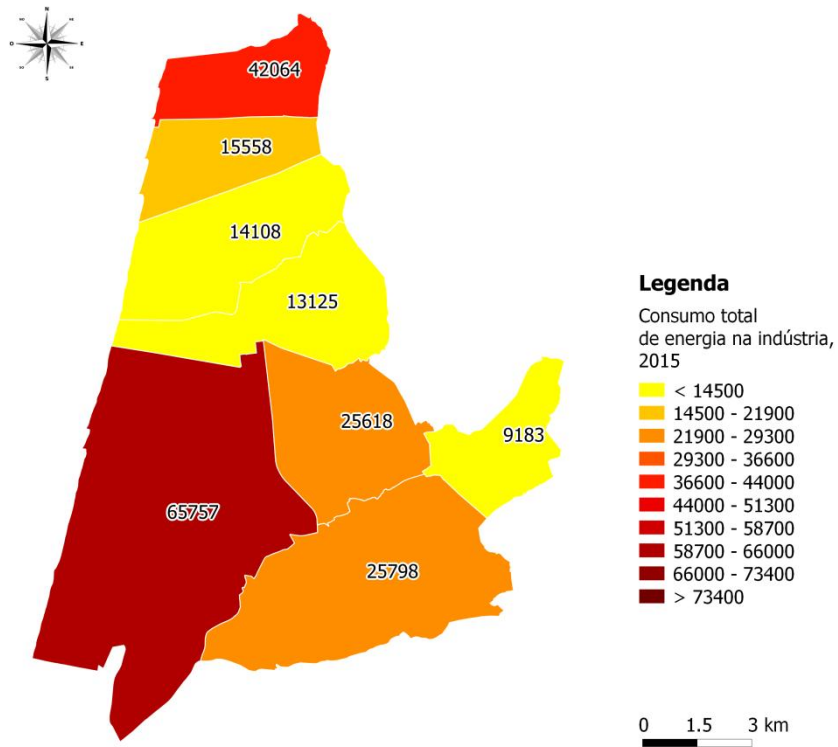 N
O
E
S
42064
15558
14108
13125
25618
9183
65757
25798
Legenda
Consumo total
de energia na indústria,
2015
< 14500
14500 - 21900
21900 - 29300
29300 - 36600
36600 - 44000
44000 - 51300
51300 - 58700
58700 - 66000
66000 - 73400
> 73400
0 1.5 3 km